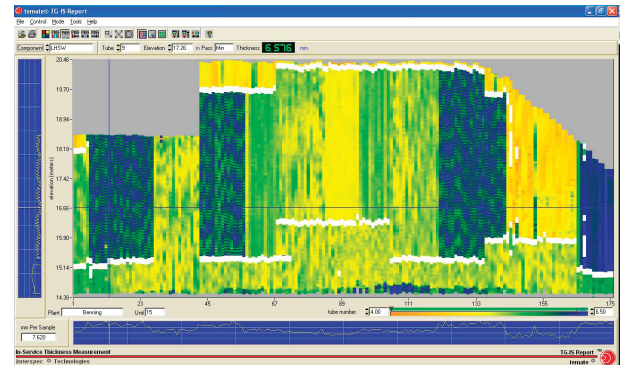 temate® TG-IS Report
File Control Mode Tools Help
Component LHSW Tube 9 Elevation 17.26 m Pass Min Thickness 6.576 mm
20.46
19.70
18.94
18.18
17.42
16.66
15.90
15.14
14.38
elevation (meters)
1 23 45 67 89 111 133 155 175
Plant Benning Unit 15 tube number 4.00 6.50
mm Per Sample
7.620
In-Service Thickness Measurement TG-IS Report ™
innerspec ® Technologies temate ®